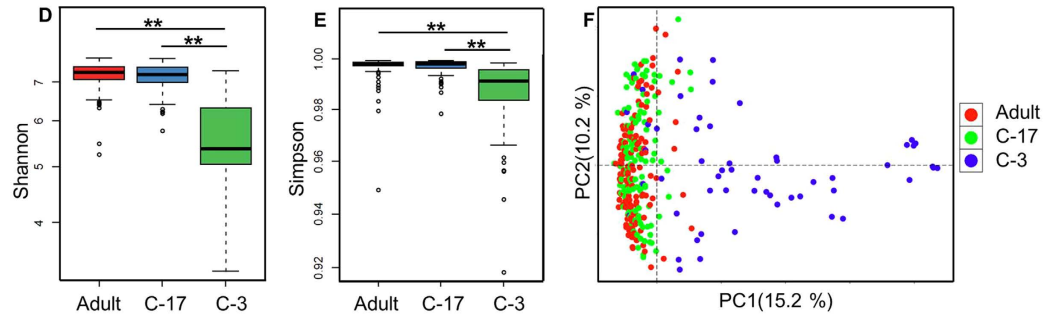 D
**
**
Shannon
7
6
5
4
Adult C-17 C-3
E
**
**
Simpson
1.00
0.98
0.96
0.94
0.92
Adult C-17 C-3
F
PC2(10.2 %)
PC1(15.2 %)
Adult
C-17
C-3